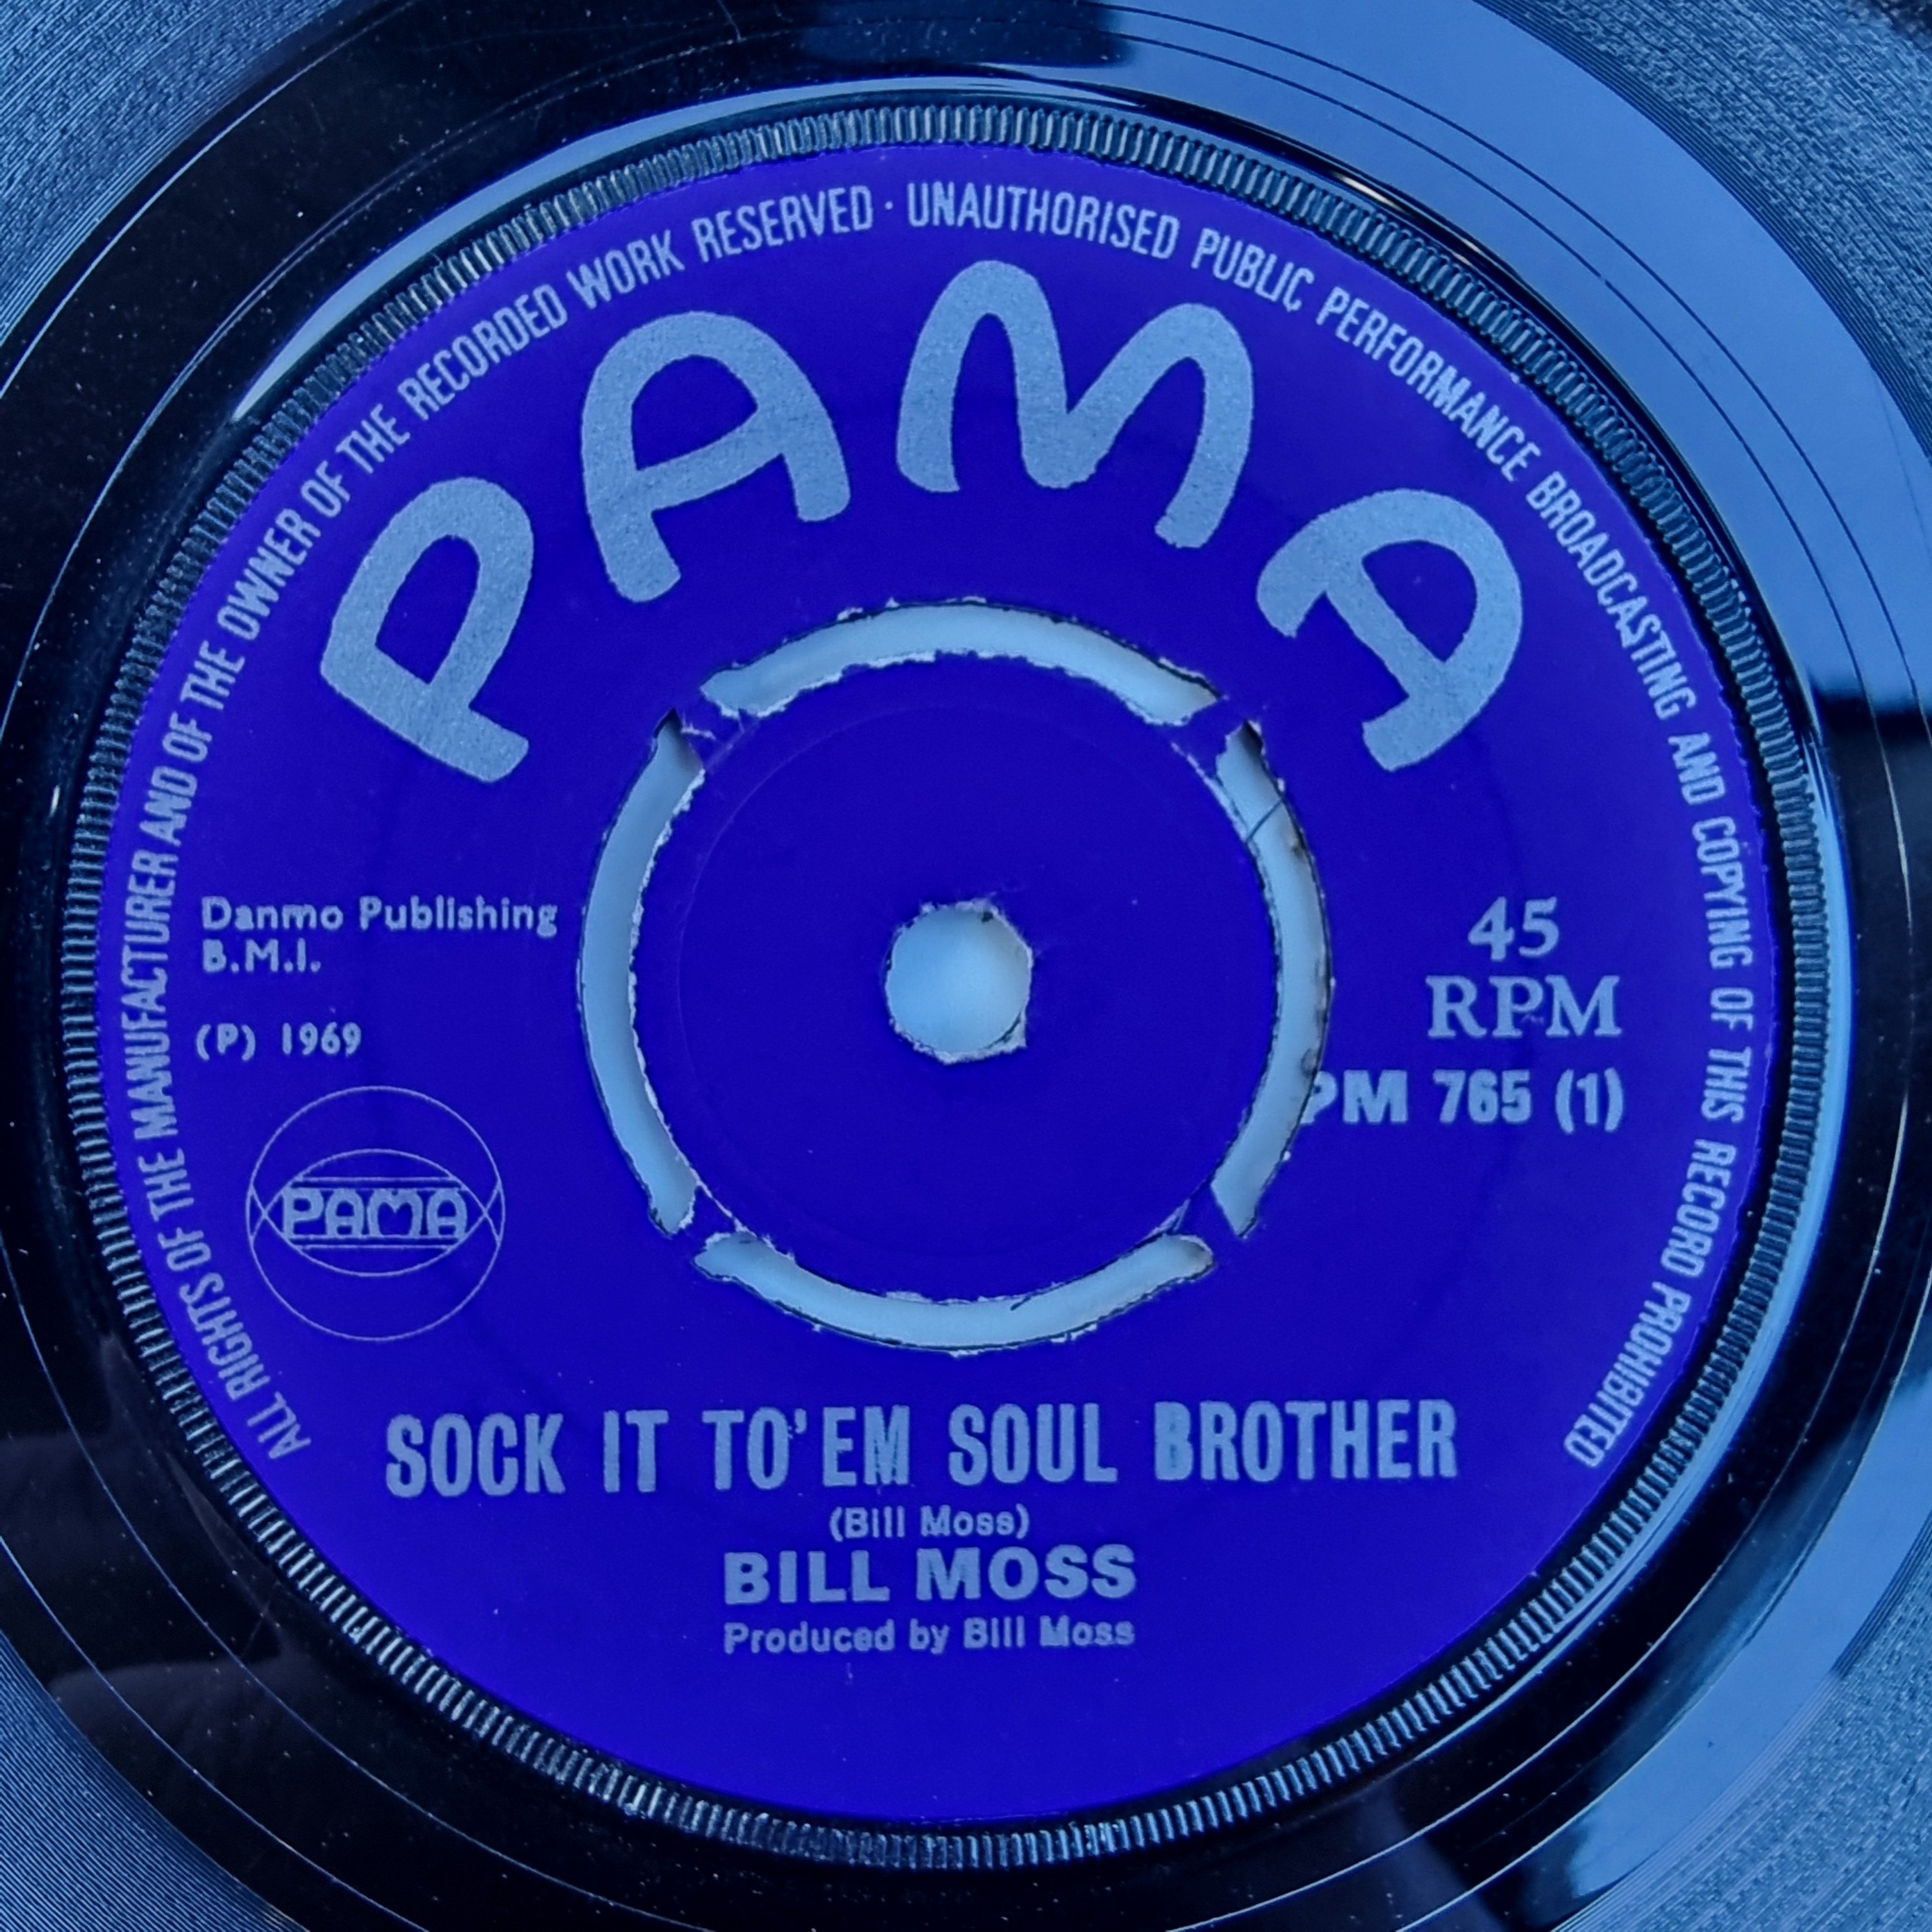 ALL RIGHTS OF THE MANUFACTURER AND OF THE OWNER OF THE RECORDED WORK RESERVED · UNAUTHORISED PUBLIC PERFORMANCE BROADCASTING AND COPYING OF THIS RECORD PROHIBITED
PAMA
Danmo Publishing
B.M.I.
(P) 1969
PAMA
45
RPM
PM 765 (1)
SOCK IT TO'EM SOUL BROTHER
(Bill Moss)
BILL MOSS
Produced by Bill Moss